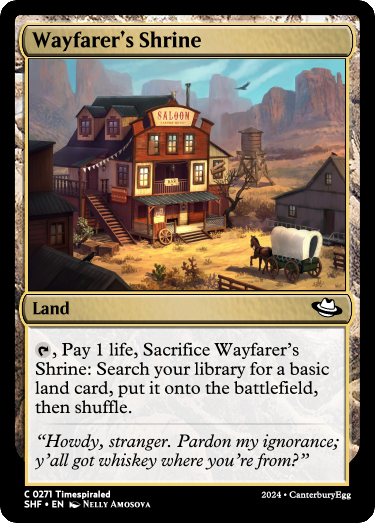 Wayfarer's Shrine
SALOON
Land
, Pay 1 life, Sacrifice Wayfarer's
Shrine: Search your library for a basic
land card, put it onto the battlefield,
then shuffle.
“Howdy, stranger. Pardon my ignorance;
y'all got whiskey where you're from?”
C 0271 Timespiraled
SHF • EN Nelly Amosova
2024 • CanterburyEgg